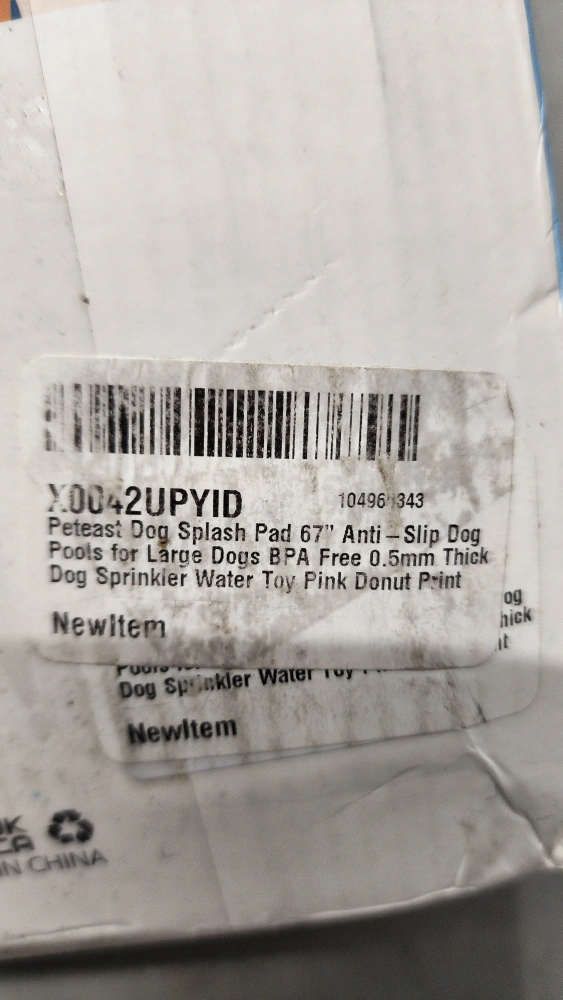 X0042UPYID
Peteast Dog Splash Pad 67" Anti–Slip Dog
Pools for Large Dogs BPA Free 0.5mm Thick
Dog Sprinkler Water Toy Pink Donut Print
NewItem
og
hick
Dog Sprinkler Water Toy
NewItem
IN CHINA